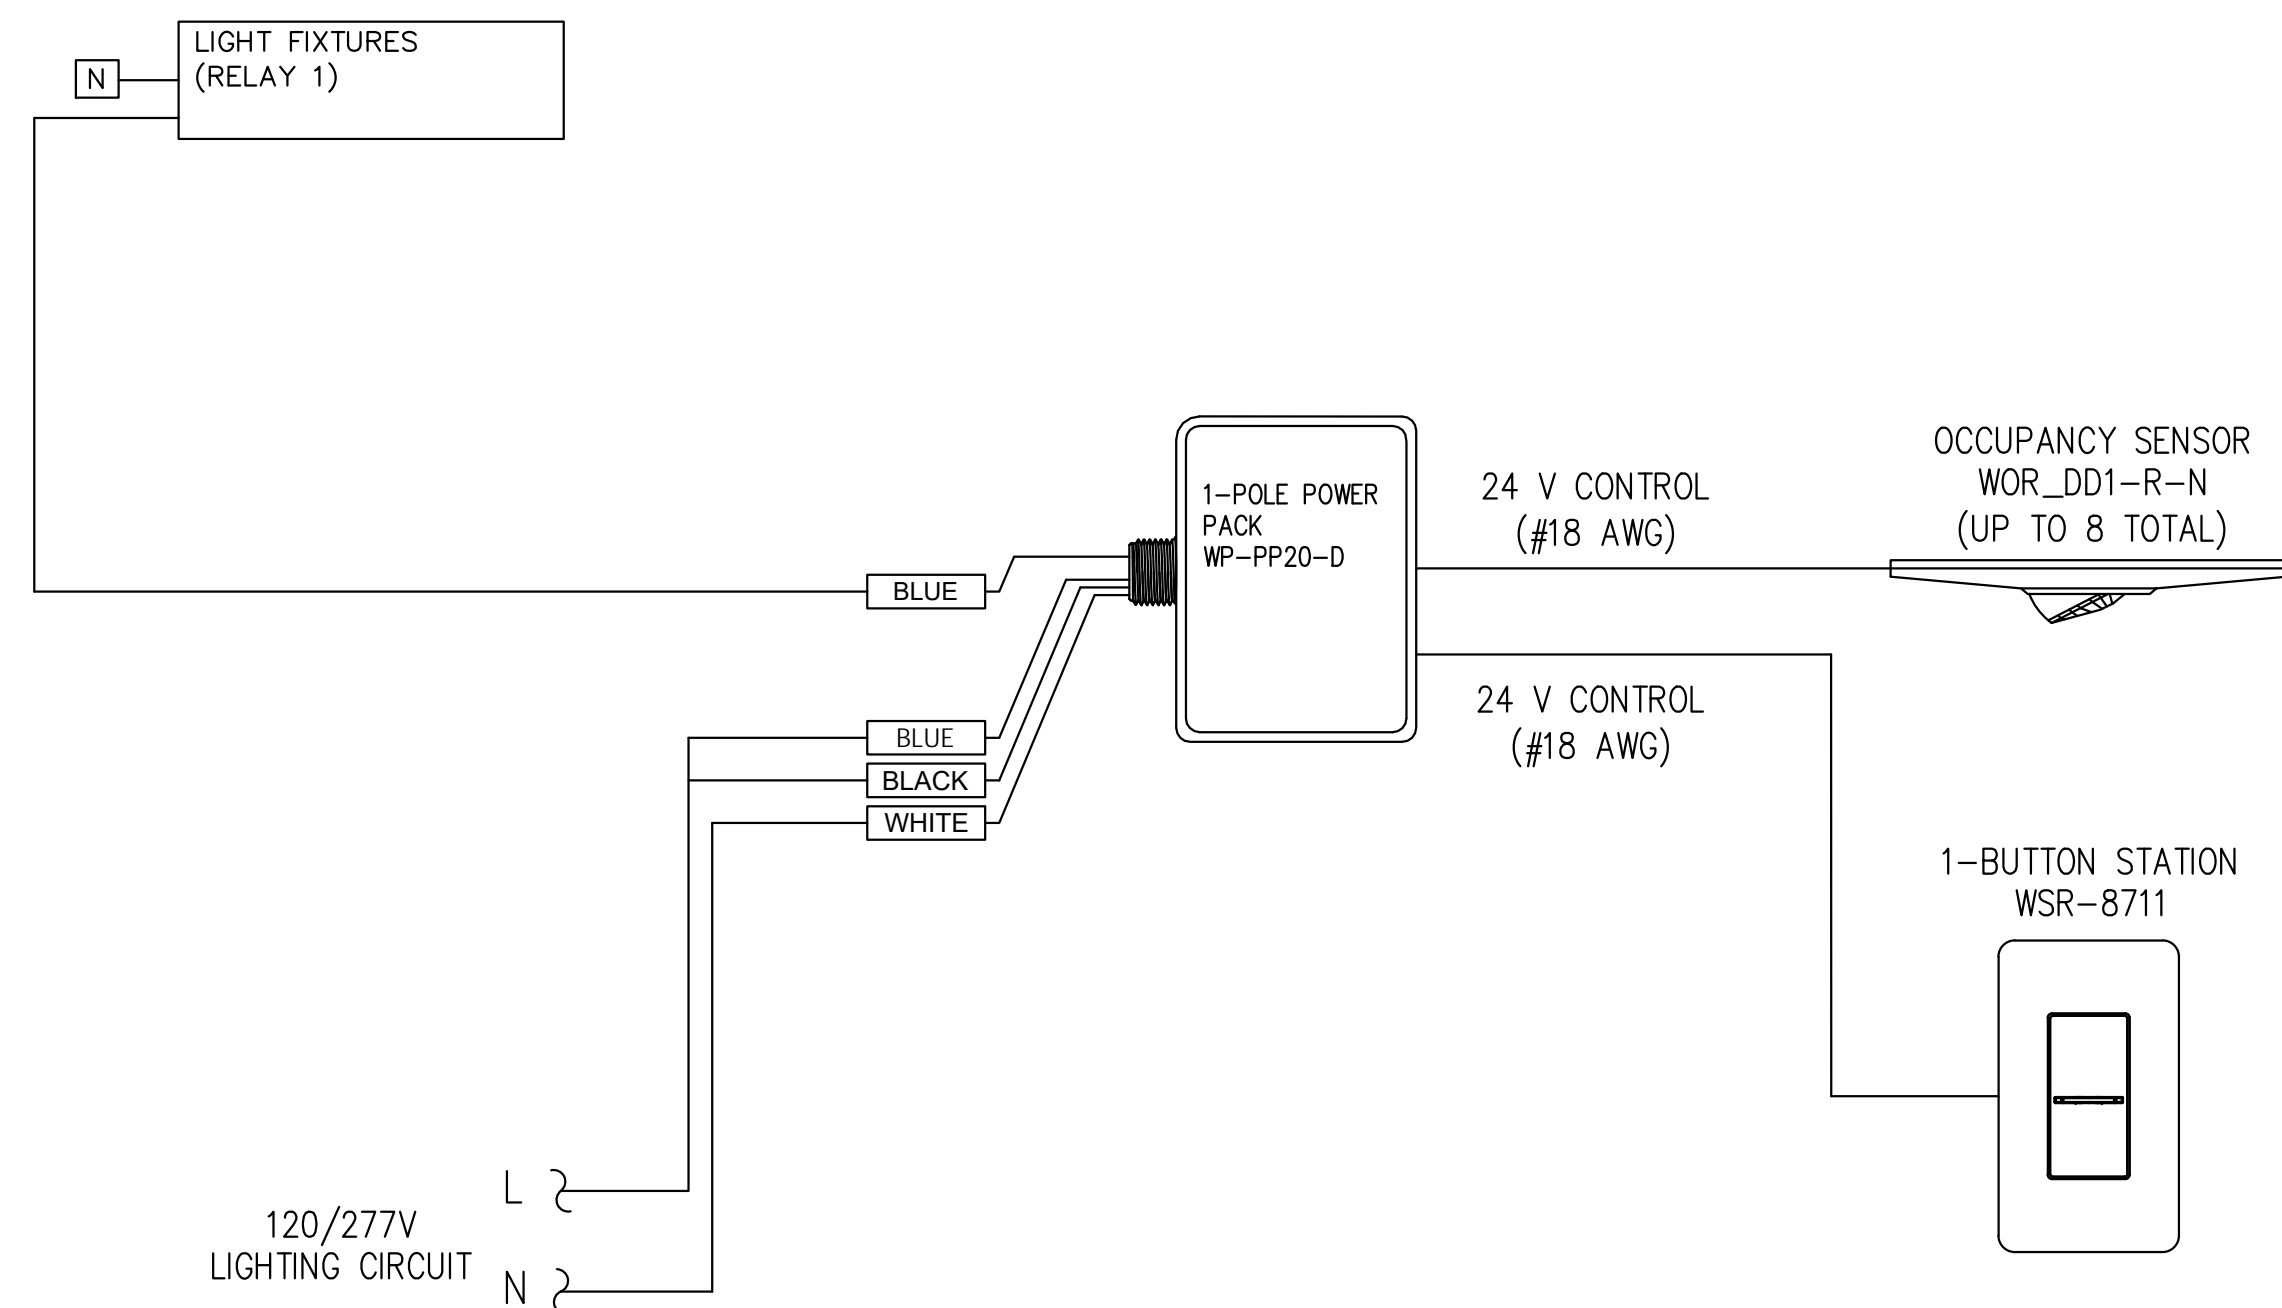 LIGHT FIXTURES
(RELAY 1)
N
OCCUPANCY SENSOR
WOR_DD1-R-N
(UP TO 8 TOTAL)
24 V CONTROL
(#18 AWG)
1-POLE POWER
PACK
WP-PP20-D
BLUE
24 V CONTROL
(#18 AWG)
BLUE
BLACK
WHITE
1-BUTTON STATION
WSR-8711
L
120/277V
LIGHTING CIRCUIT
N